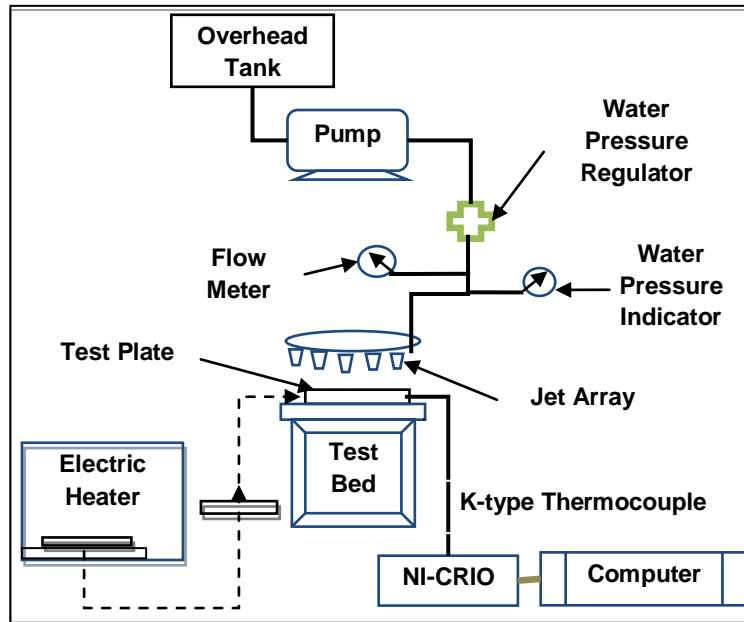 Overhead
Tank
Pump
Water
Pressure
Regulator
Flow
Meter
Water
Pressure
Indicator
Test Plate
Jet Array
Electric
Heater
Test
Bed
K-type Thermocouple
NI-CRIO
Computer